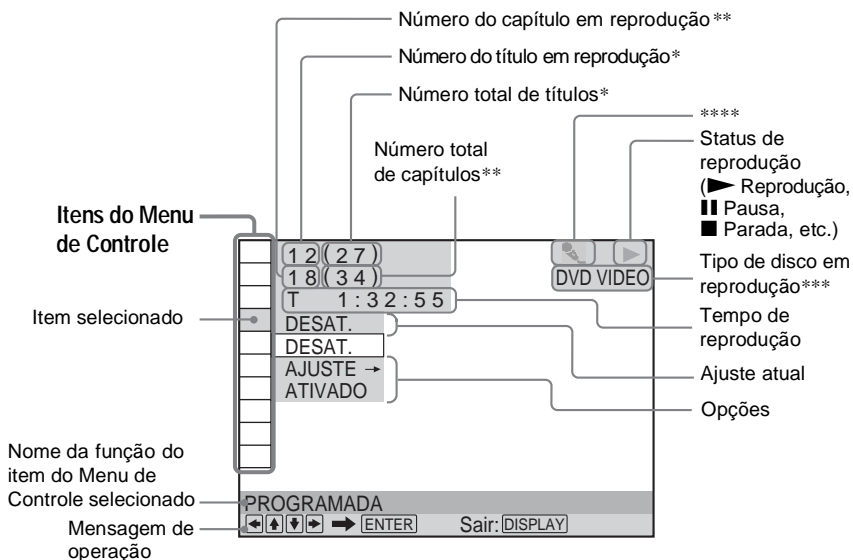 Número do capítulo em reprodução**
Número do título em reprodução*
Número total de títulos*
Número total
de capítulos**
****
Status de
reprodução
(► Reprodução,
▮▮ Pausa,
■ Parada, etc.)
Tipo de disco em
reprodução***
Tempo de
reprodução
Ajuste atual
Opções
Itens do Menu
de Controle
Item selecionado
Nome da função do
item do Menu de
Controle selecionado
Mensagem de
operação
12(27)
18(34)
T 1:32:55
DVD VIDEO
DESAT.
DESAT.
AJUSTE →
ATIVADO
PROGRAMADA
←↑↓→ ➡ ENTER Sair: DISPLAY